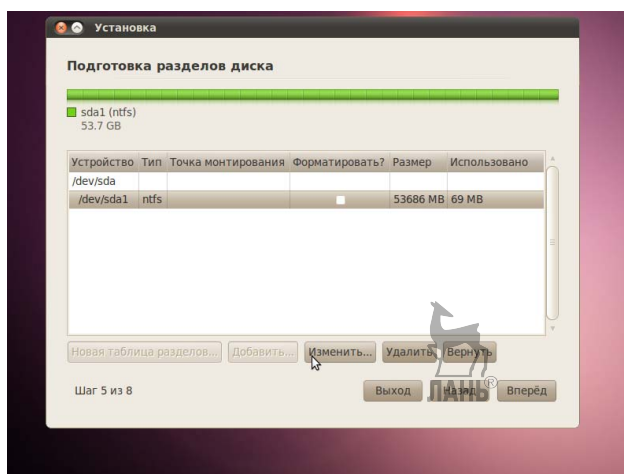 Установка
Подготовка разделов диска
sda1 (ntfs)
53.7 GB
Устройство Тип Точка монтирования Форматировать? Размер Использовано
/dev/sda
/dev/sda1 ntfs 53686 MB 69 MB
Новая таблица разделов... Добавить... Изменить... Удалить Вернуть
ЛАНЬ®
Шаг 5 из 8 Выход Назад Вперёд